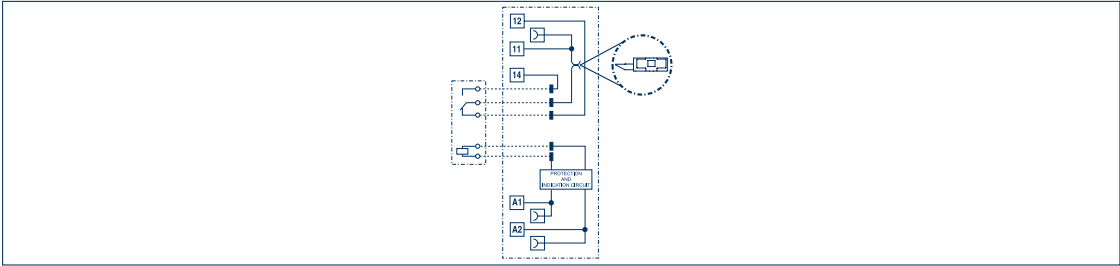 12
11
14
PROTECTION
AND
INDICATION CIRCUIT
A1
A2